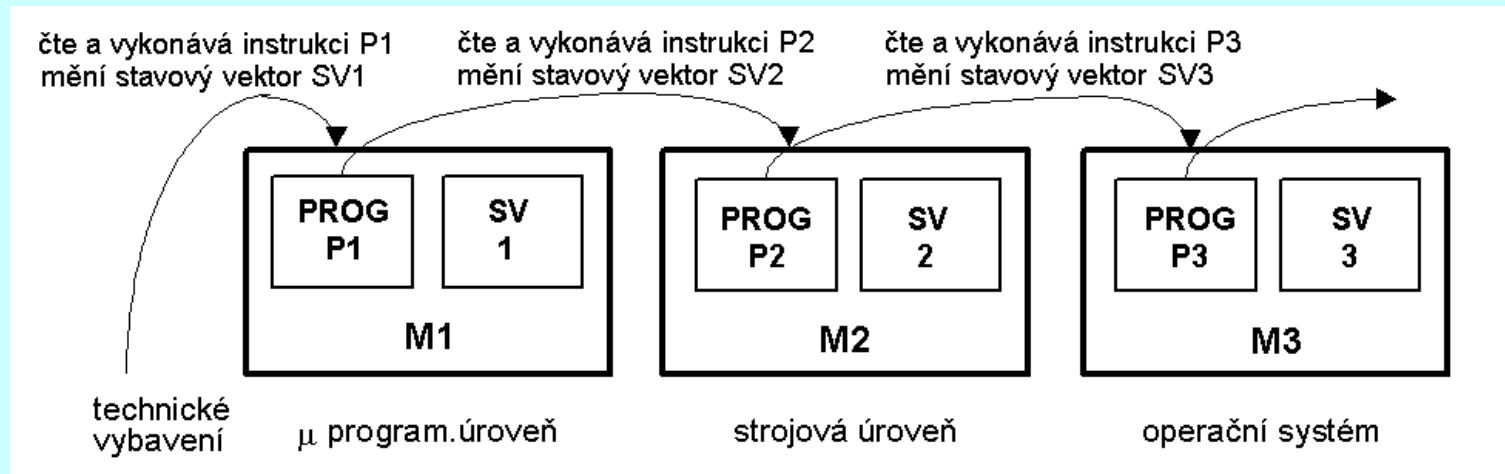 čte a vykonává instrukci P1
mění stavový vektor SV1
čte a vykonává instrukci P2
mění stavový vektor SV2
čte a vykonává instrukci P3
mění stavový vektor SV3
PROG
P1
SV
1
M1
PROG
P2
SV
2
M2
PROG
P3
SV
3
M3
technické
vybavení
μ program.úroveň
strojová úroveň
operační systém